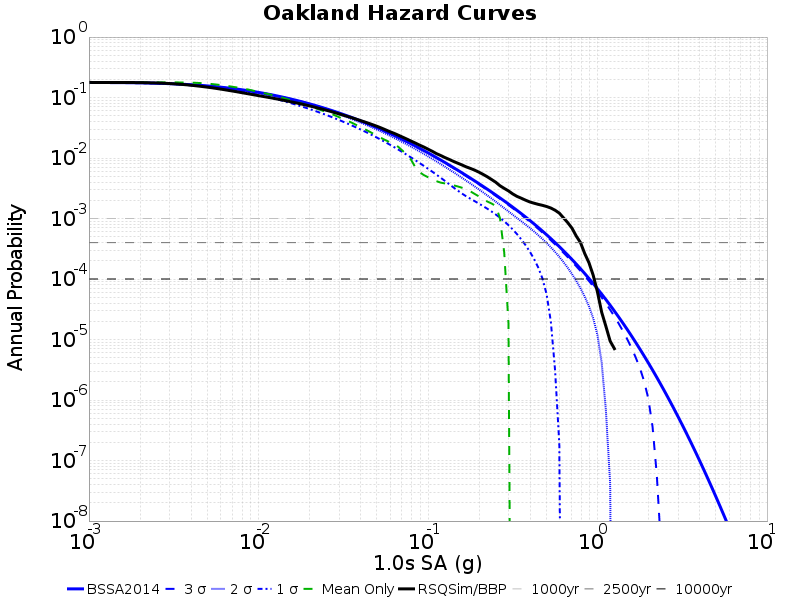 Oakland Hazard Curves
Annual Probability
10^0
10^-1
10^-2
10^-3
10^-4
10^-5
10^-6
10^-7
10^-8
10^-3 10^-2 10^-1 10^0 10^1
1.0s SA (g)
BSSA2014 3 σ 2 σ 1 σ Mean Only RSQSim/BBP 1000yr 2500yr 10000yr